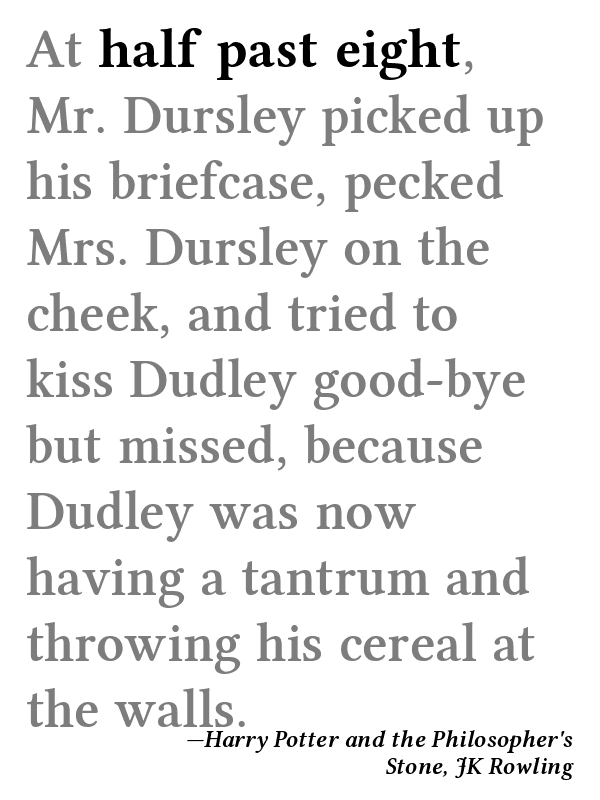 At half past eight,
Mr. Dursley picked up
his briefcase, pecked
Mrs. Dursley on the
cheek, and tried to
kiss Dudley good-bye
but missed, because
Dudley was now
having a tantrum and
throwing his cereal at
the walls.
—Harry Potter and the Philosopher's
Stone, JK Rowling